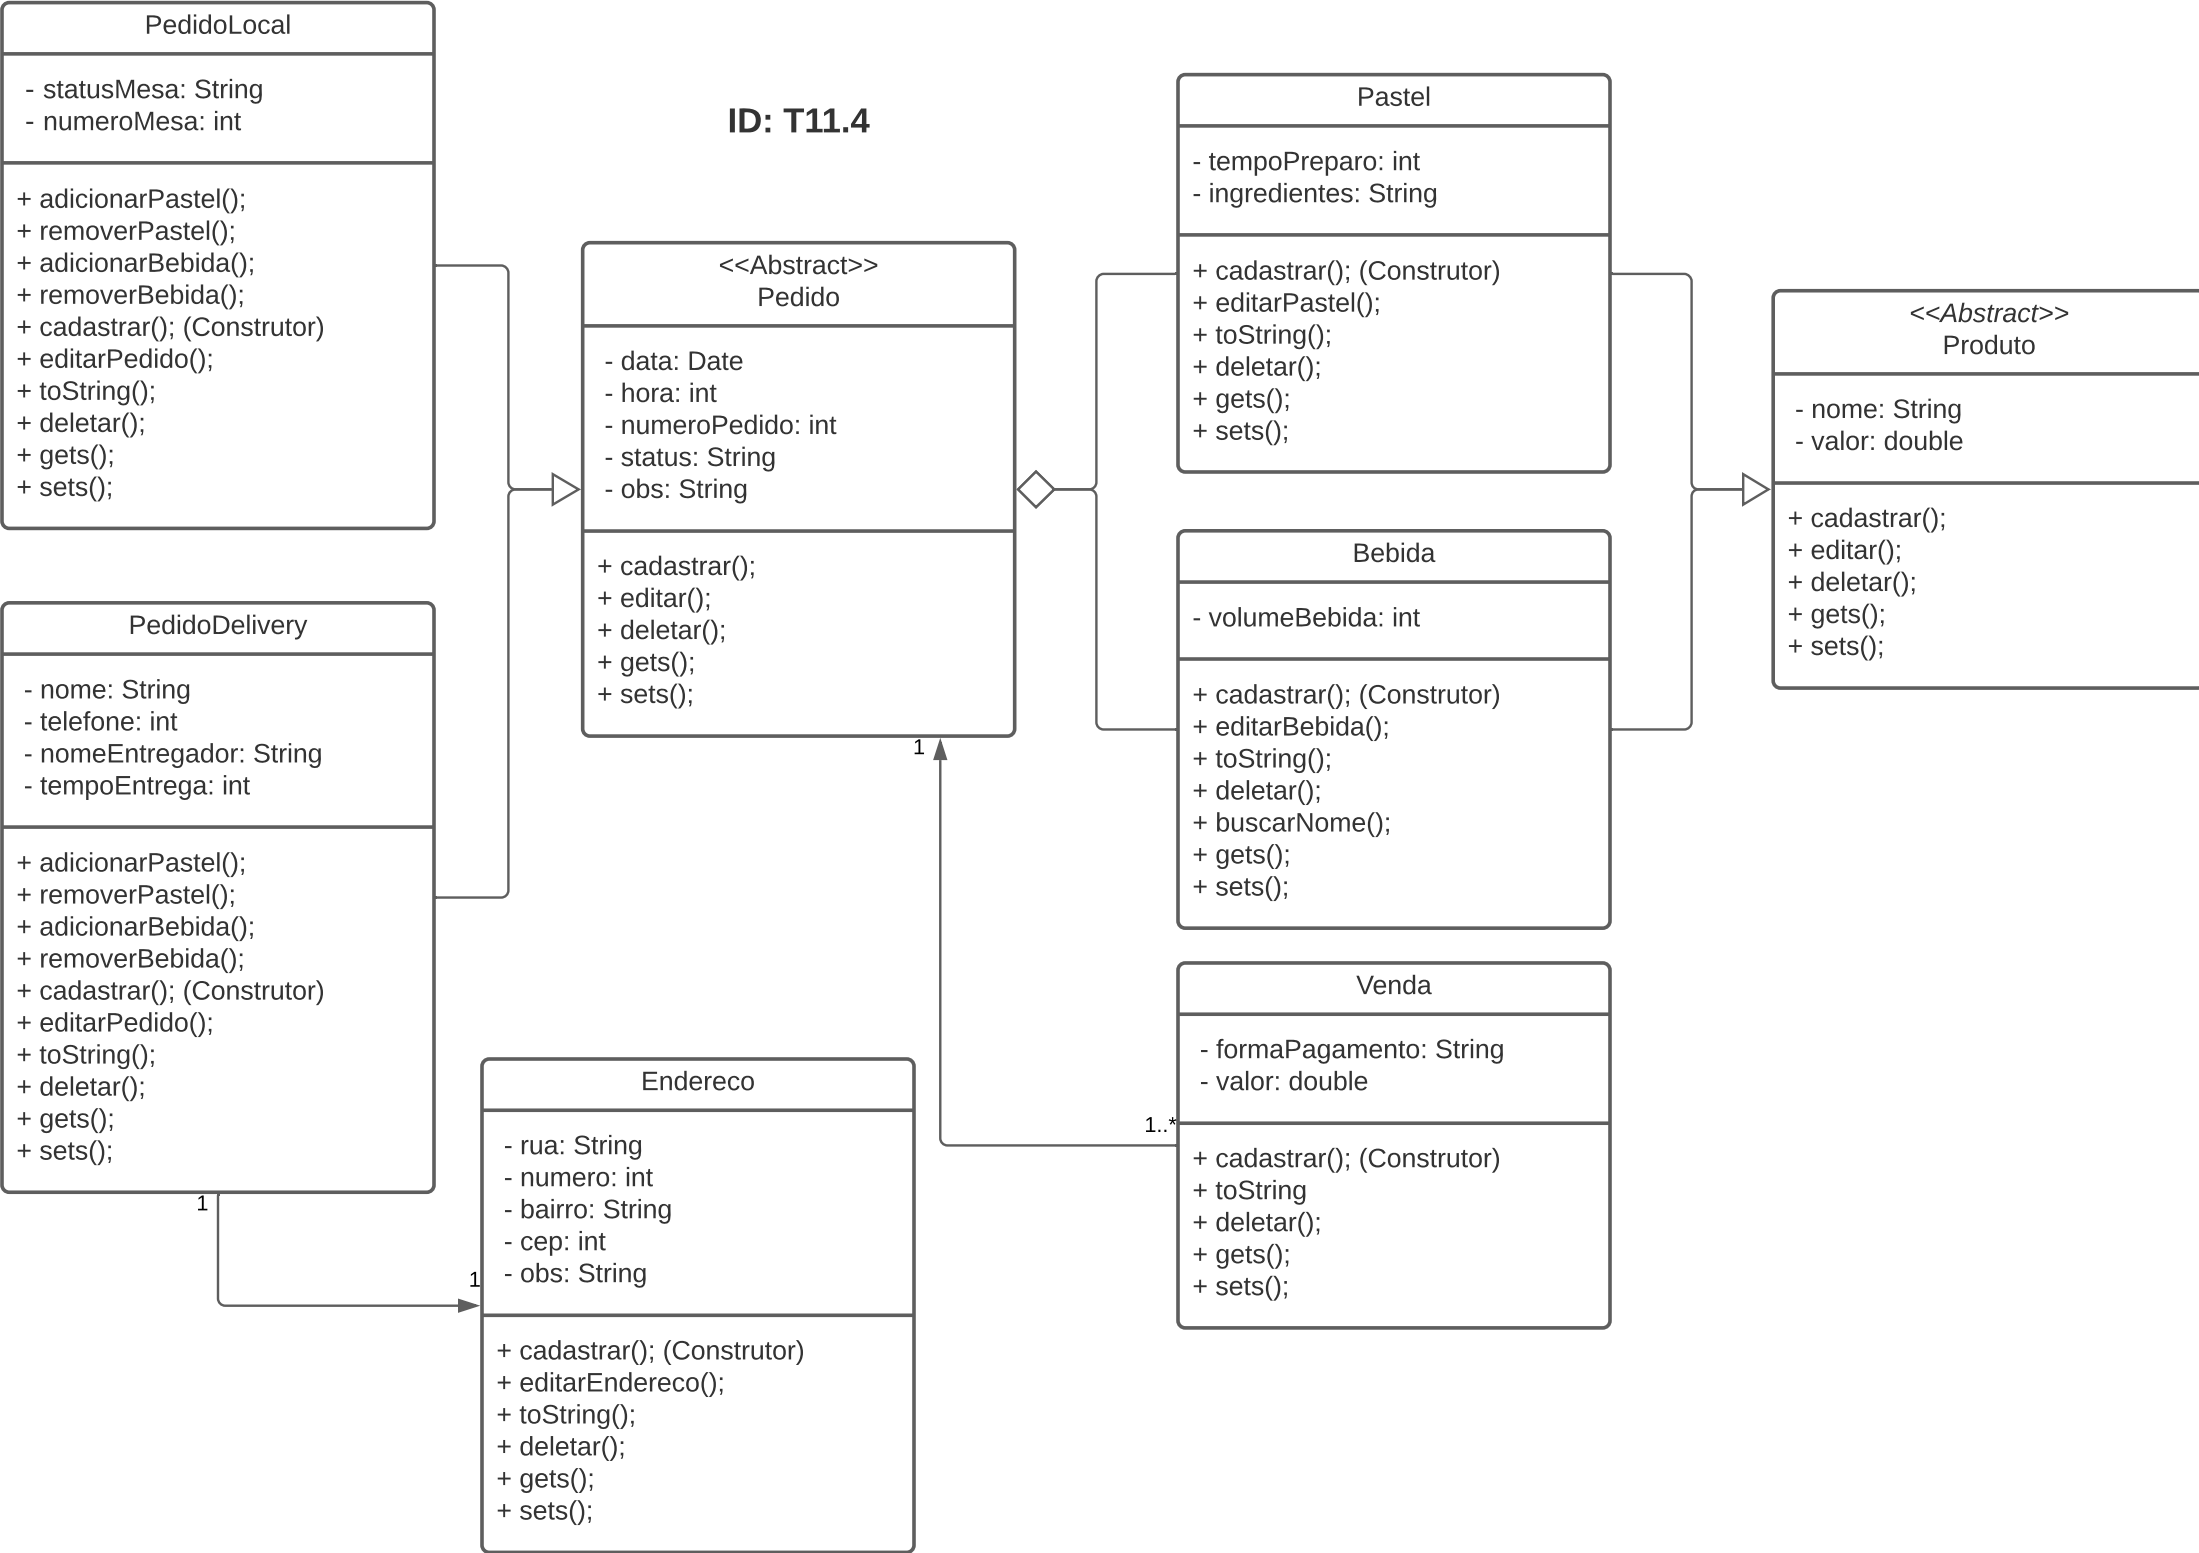 PedidoLocal
- statusMesa: String
- numeroMesa: int
+ adicionarPastel();
+ removerPastel();
+ adicionarBebida();
+ removerBebida();
+ cadastrar(); (Construtor)
+ editarPedido();
+ toString();
+ deletar();
+ gets();
+ sets();
PedidoDelivery
- nome: String
- telefone: int
- nomeEntregador: String
- tempoEntrega: int
+ adicionarPastel();
+ removerPastel();
+ adicionarBebida();
+ removerBebida();
+ cadastrar(); (Construtor)
+ editarPedido();
+ toString();
+ deletar();
+ gets();
+ sets();
1
1
ID: T11.4
<<Abstract>>
Pedido
- data: Date
- hora: int
- numeroPedido: int
- status: String
- obs: String
+ cadastrar();
+ editar();
+ deletar();
+ gets();
+ sets();
1
1..*
Endereco
- rua: String
- numero: int
- bairro: String
- cep: int
- obs: String
+ cadastrar(); (Construtor)
+ editarEndereco();
+ toString();
+ deletar();
+ gets();
+ sets();
Pastel
- tempoPreparo: int
- ingredientes: String
+ cadastrar(); (Construtor)
+ editarPastel();
+ toString();
+ deletar();
+ gets();
+ sets();
Bebida
- volumeBebida: int
+ cadastrar(); (Construtor)
+ editarBebida();
+ toString();
+ deletar();
+ buscarNome();
+ gets();
+ sets();
Venda
- formaPagamento: String
- valor: double
+ cadastrar(); (Construtor)
+ toString
+ deletar();
+ gets();
+ sets();
<<Abstract>>
Produto
- nome: String
- valor: double
+ cadastrar();
+ editar();
+ deletar();
+ gets();
+ sets();